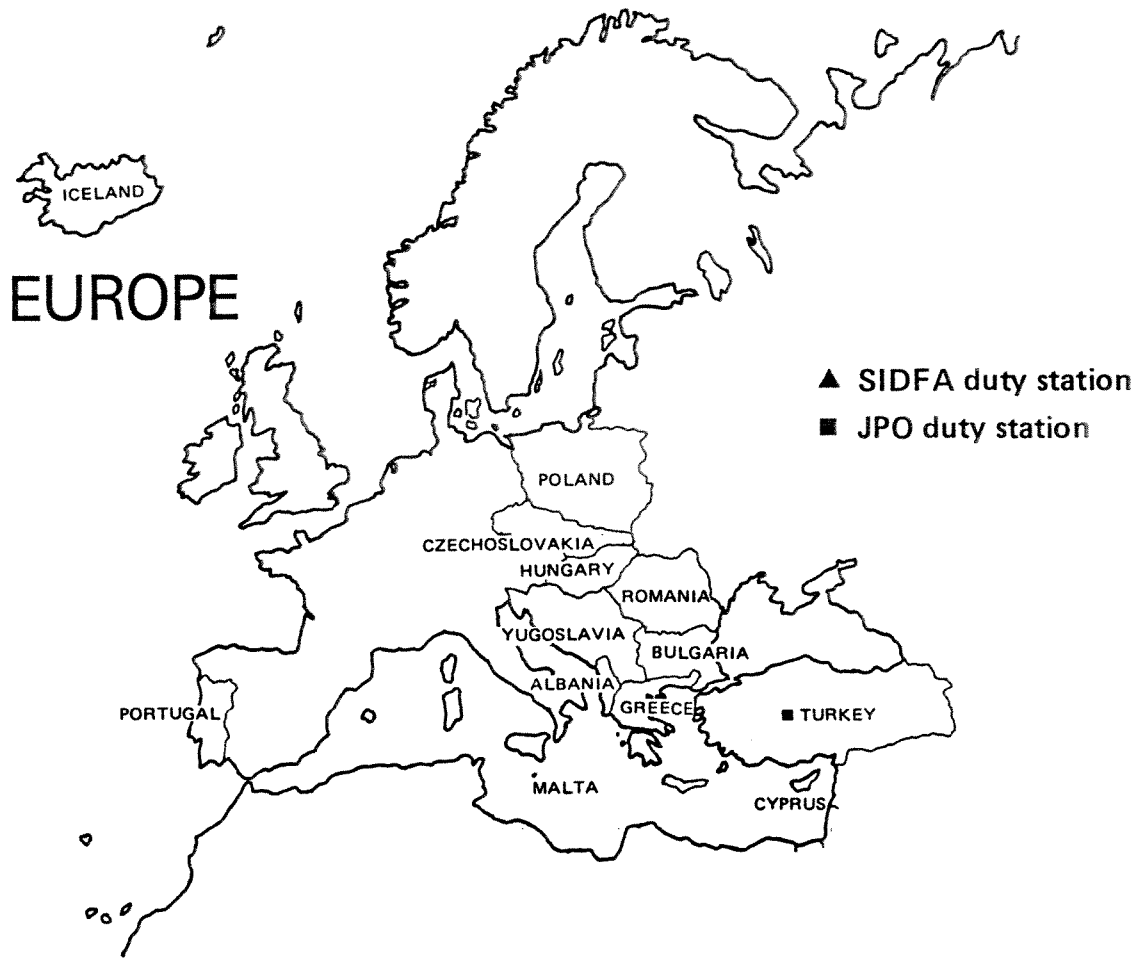 ICELAND
EUROPE
▲ SIDFA duty station
■ JPO duty station
POLAND
CZECHOSLOVAKIA
HUNGARY
ROMANIA
YUGOSLAVIA
BULGARIA
ALBANIA
GREECE
PORTUGAL
TURKEY
MALTA
CYPRUS